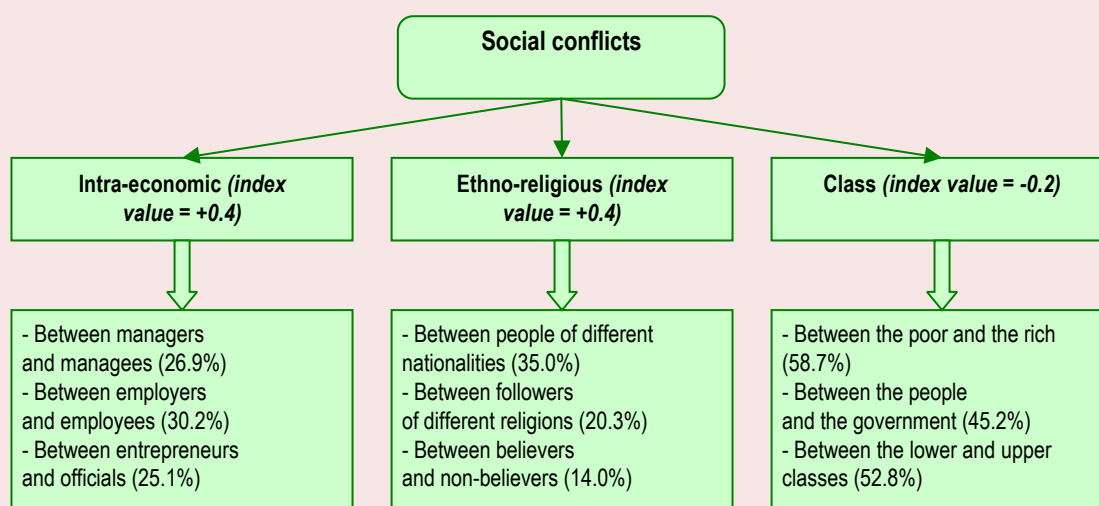 Social conflicts
Intra-economic (index
value = +0.4)
Ethno-religious (index
value = +0.4)
Class (index value = -0.2)
- Between managers
and managees (26.9%)
- Between employers
and employees (30.2%)
- Between entrepreneurs
and officials (25.1%)
- Between people of different
nationalities (35.0%)
- Between followers
of different religions (20.3%)
- Between believers
and non-believers (14.0%)
- Between the poor and the rich
(58.7%)
- Between the people
and the government (45.2%)
- Between the lower and upper
classes (52.8%)